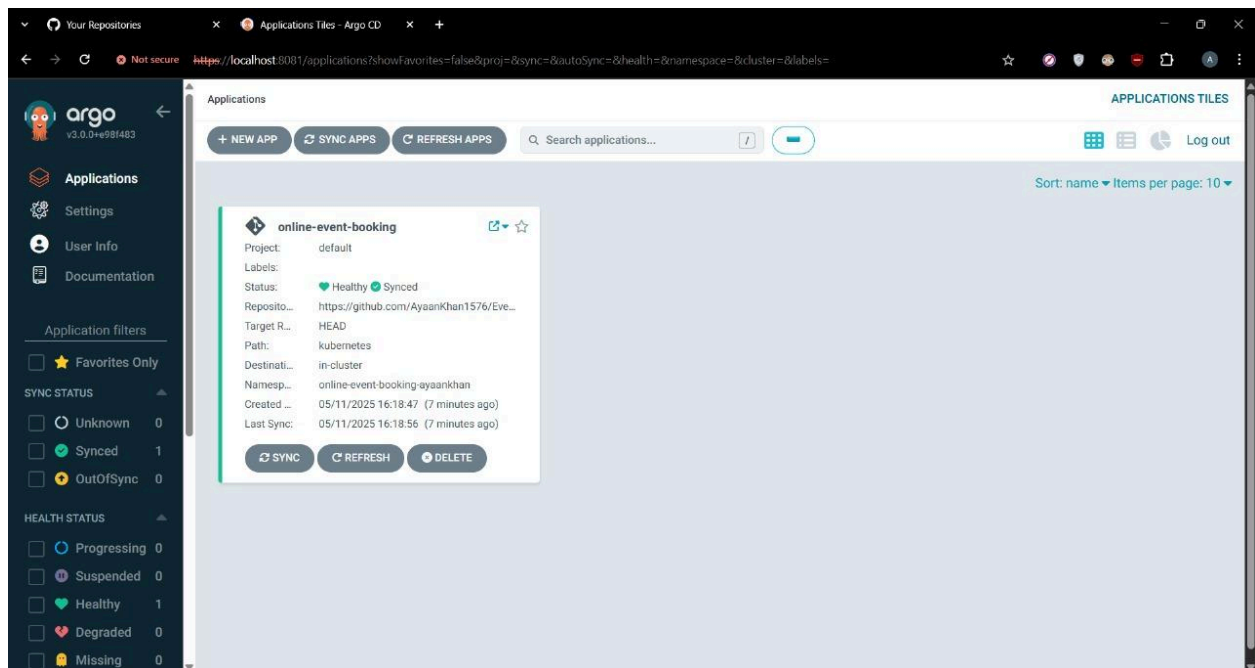 Your Repositories
Applications Tiles - Argo CD
Not secure https://localhost:8081/applications?showFavorites=false&proj=&sync=&autoSync=&health=&namespace=&cluster=&labels=
A
argo
v3.0.0+e98f483
Applications
Settings
User Info
Documentation
Application filters
Favorites Only
SYNC STATUS
Unknown 0
Synced 1
OutOfSync 0
HEALTH STATUS
Progressing 0
Suspended 0
Healthy 1
Degraded 0
Missing 0
Applications
APPLICATIONS TILES
+ NEW APP SYNC APPS REFRESH APPS Search applications... / Log out
Sort: name Items per page: 10
online-event-booking
Project: default
Labels:
Status: Healthy Synced
Reposito... https://github.com/AyaanKhan1576/Eve...
Target R... HEAD
Path: kubernetes
Destinati... in-cluster
Namesp... online-event-booking-ayaankhan
Created ... 05/11/2025 16:18:47 (7 minutes ago)
Last Sync: 05/11/2025 16:18:56 (7 minutes ago)
SYNC REFRESH DELETE